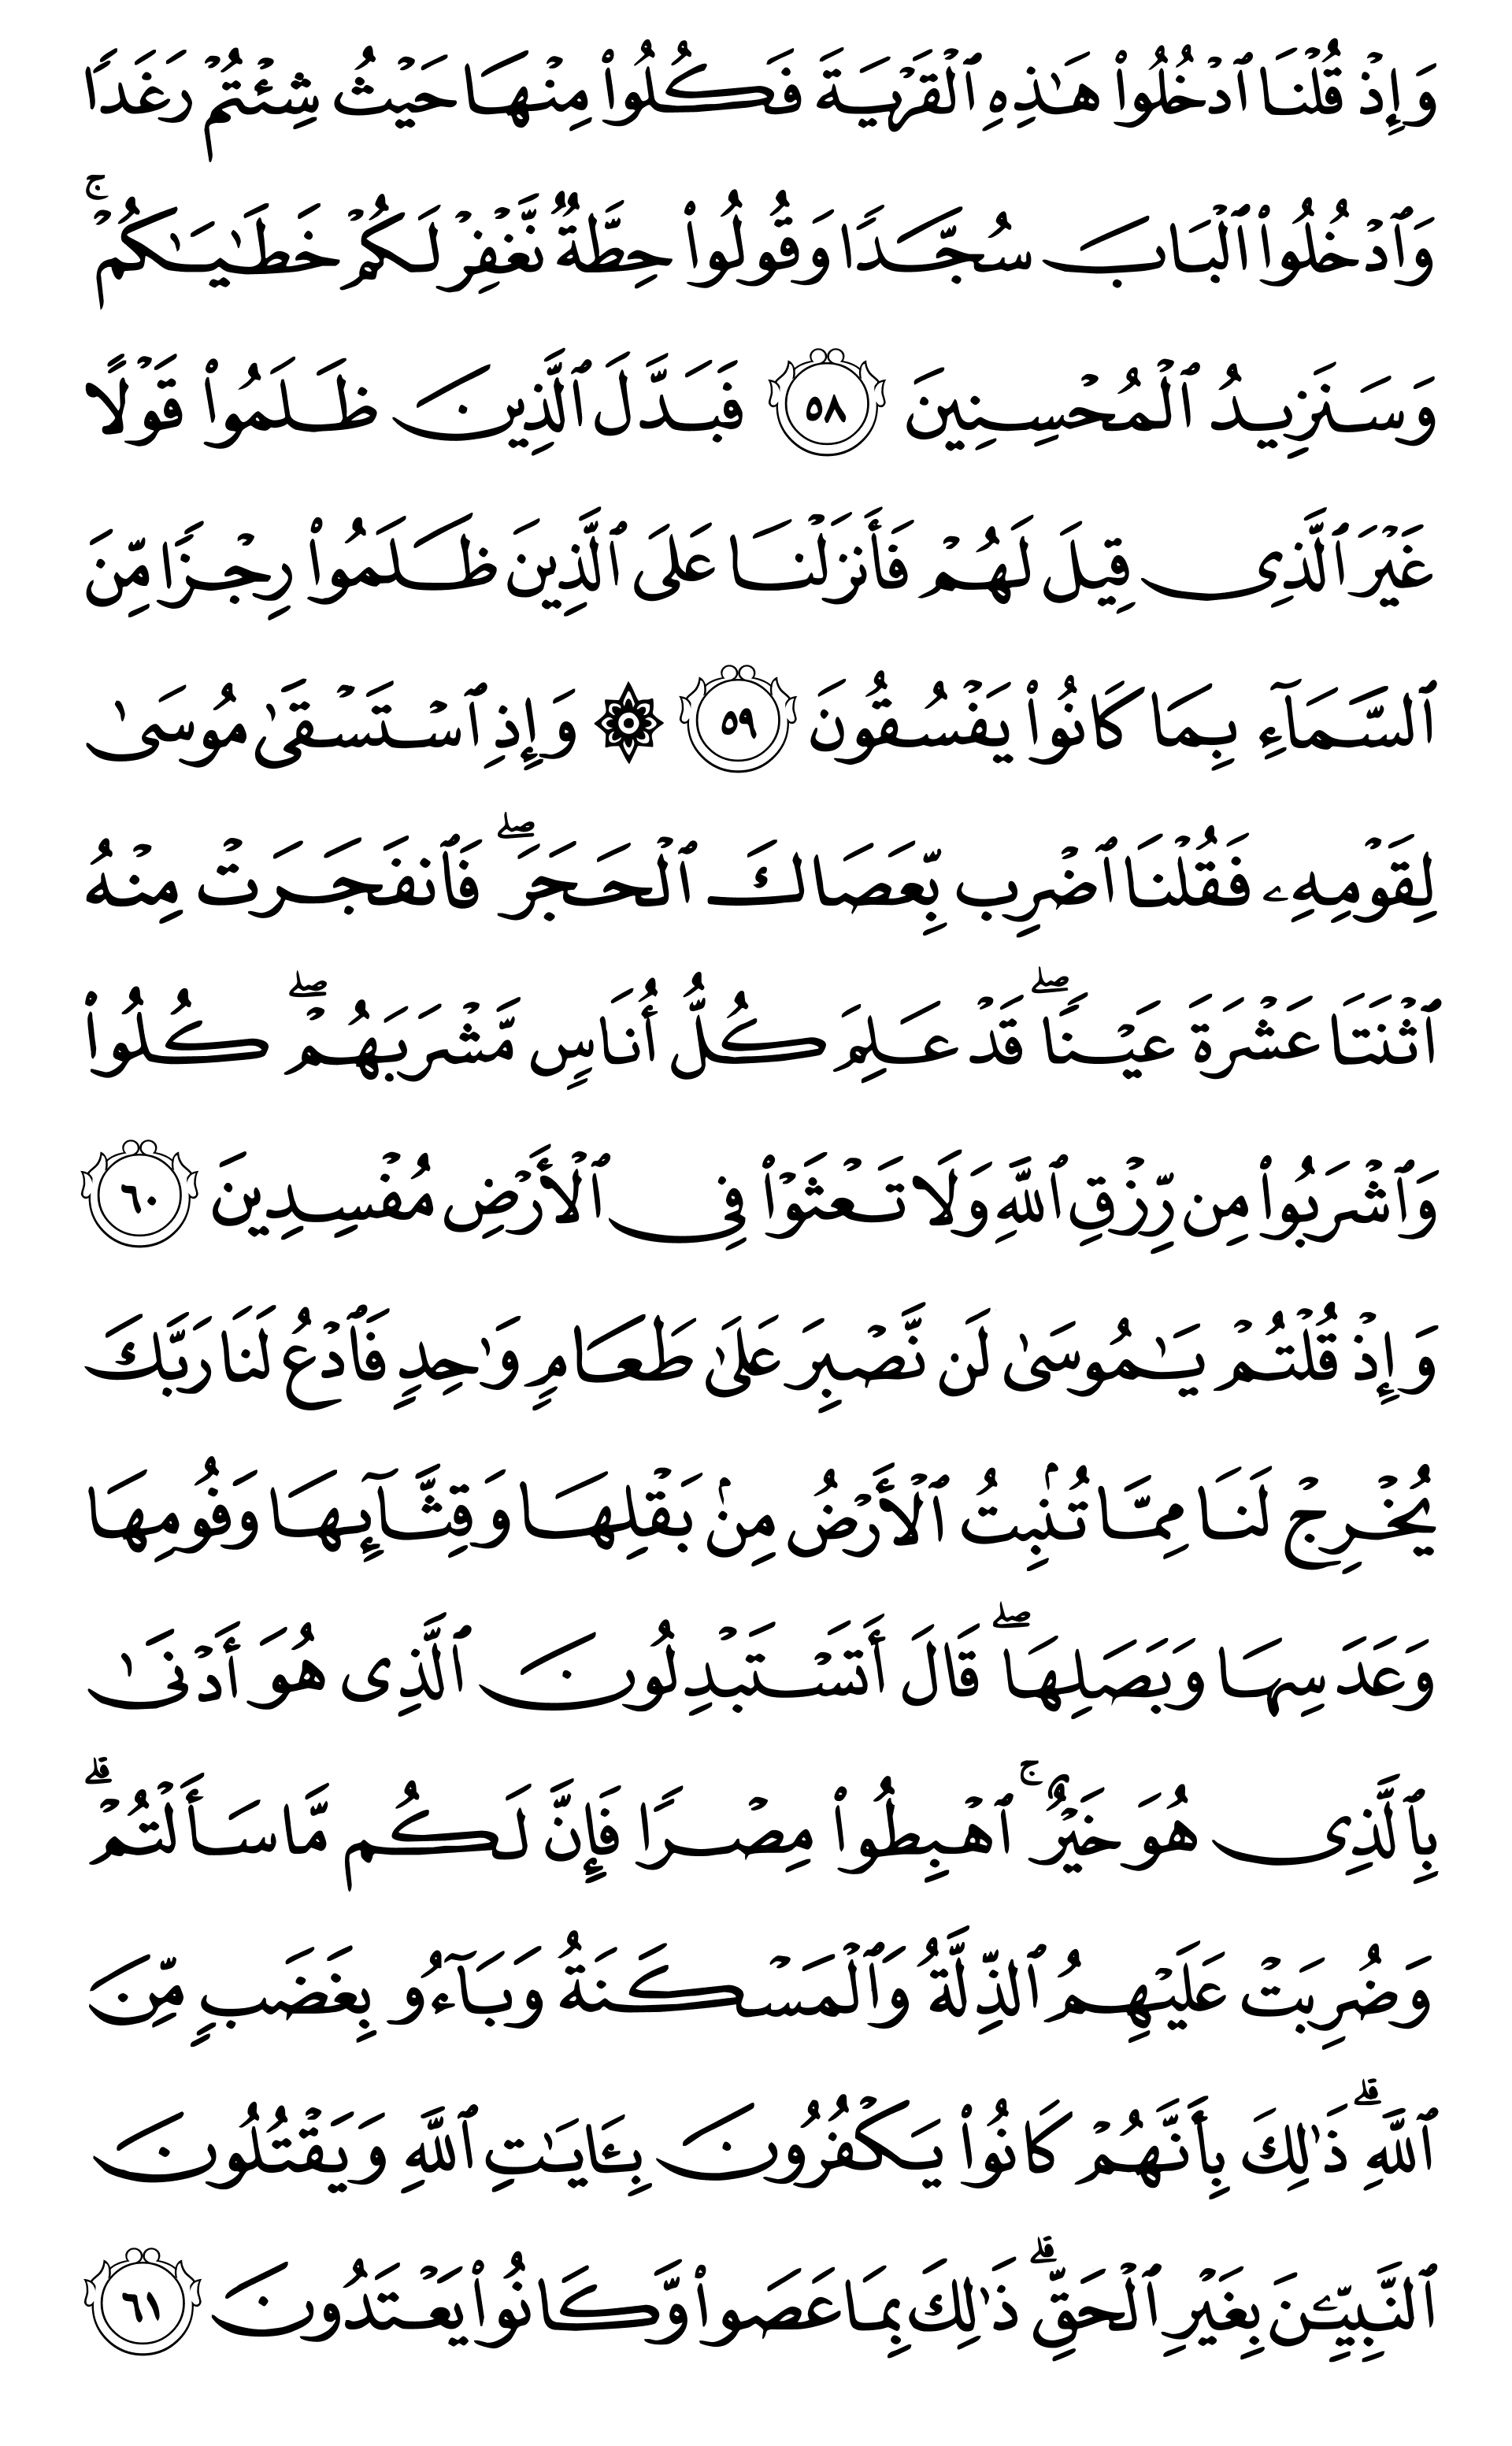 وَإِذۡ قُلۡنَا ٱدۡخُلُواْ هَٰذِهِ ٱلۡقَرۡيَةَ فَكُلُواْ مِنۡهَا حَيۡثُ شِئۡتُمۡ رَغَدٗا
وَٱدۡخُلُواْ ٱلۡبَابَ سُجَّدٗا وَقُولُواْ حِطَّةٞ نَّغۡفِرۡ لَكُمۡ خَطَٰيَٰكُمۡۚ
وَسَنَزِيدُ ٱلۡمُحۡسِنِينَ ٥٨ فَبَدَّلَ ٱلَّذِينَ ظَلَمُواْ قَوۡلًا
غَيۡرَ ٱلَّذِي قِيلَ لَهُمۡ فَأَنزَلۡنَا عَلَى ٱلَّذِينَ ظَلَمُواْ رِجۡزٗا مِّنَ
ٱلسَّمَآءِ بِمَا كَانُواْ يَفۡسُقُونَ ٥٩ ۞ وَإِذِ ٱسۡتَسۡقَىٰ مُوسَىٰ
لِقَوۡمِهِۦ فَقُلۡنَا ٱضۡرِب بِّعَصَاكَ ٱلۡحَجَرَۖ فَٱنفَجَرَتۡ مِنۡهُ
ٱثۡنَتَا عَشۡرَةَ عَيۡنٗاۖ قَدۡ عَلِمَ كُلُّ أُنَاسٖ مَّشۡرَبَهُمۡۖ كُلُواْ
وَٱشۡرَبُواْ مِن رِّزۡقِ ٱللَّهِ وَلَا تَعۡثَوۡاْ فِي ٱلۡأَرۡضِ مُفۡسِدِينَ ٦٠
وَإِذۡ قُلۡتُمۡ يَٰمُوسَىٰ لَن نَّصۡبِرَ عَلَىٰ طَعَامٖ وَٰحِدٖ فَٱدۡعُ لَنَا رَبَّكَ
يُخۡرِجۡ لَنَا مِمَّا تُنۢبِتُ ٱلۡأَرۡضُ مِنۢ بَقۡلِهَا وَقِثَّآئِهَا وَفُومِهَا
وَعَدَسِهَا وَبَصَلِهَاۖ قَالَ أَتَسۡتَبۡدِلُونَ ٱلَّذِي هُوَ أَدۡنَىٰ
بِٱلَّذِي هُوَ خَيۡرٌۚ ٱهۡبِطُواْ مِصۡرٗا فَإِنَّ لَكُم مَّا سَأَلۡتُمۡۗ
وَضُرِبَتۡ عَلَيۡهِمُ ٱلذِّلَّةُ وَٱلۡمَسۡكَنَةُ وَبَآءُو بِغَضَبٖ مِّنَ
ٱللَّهِۗ ذَٰلِكَ بِأَنَّهُمۡ كَانُواْ يَكۡفُرُونَ بِـَٔايَٰتِ ٱللَّهِ وَيَقۡتُلُونَ
ٱلنَّبِيِّـۧنَ بِغَيۡرِ ٱلۡحَقِّۗ ذَٰلِكَ بِمَا عَصَواْ وَّكَانُواْ يَعۡتَدُونَ ٦١